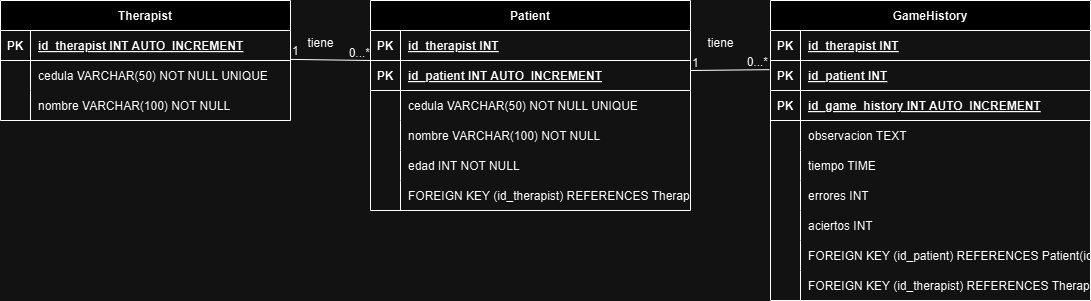 Therapist
PK id_therapist INT AUTO_INCREMENT
cedula VARCHAR(50) NOT NULL UNIQUE
nombre VARCHAR(100) NOT NULL
1 tiene 0...*
Patient
PK id_therapist INT
PK id_patient INT AUTO_INCREMENT
cedula VARCHAR(50) NOT NULL UNIQUE
nombre VARCHAR(100) NOT NULL
edad INT NOT NULL
FOREIGN KEY (id_therapist) REFERENCES Therap
1 tiene 0...*
GameHistory
PK id_therapist INT
PK id_patient INT
PK id_game_history INT AUTO_INCREMENT
observacion TEXT
tiempo TIME
errores INT
aciertos INT
FOREIGN KEY (id_patient) REFERENCES Patient(id
FOREIGN KEY (id_therapist) REFERENCES Therap